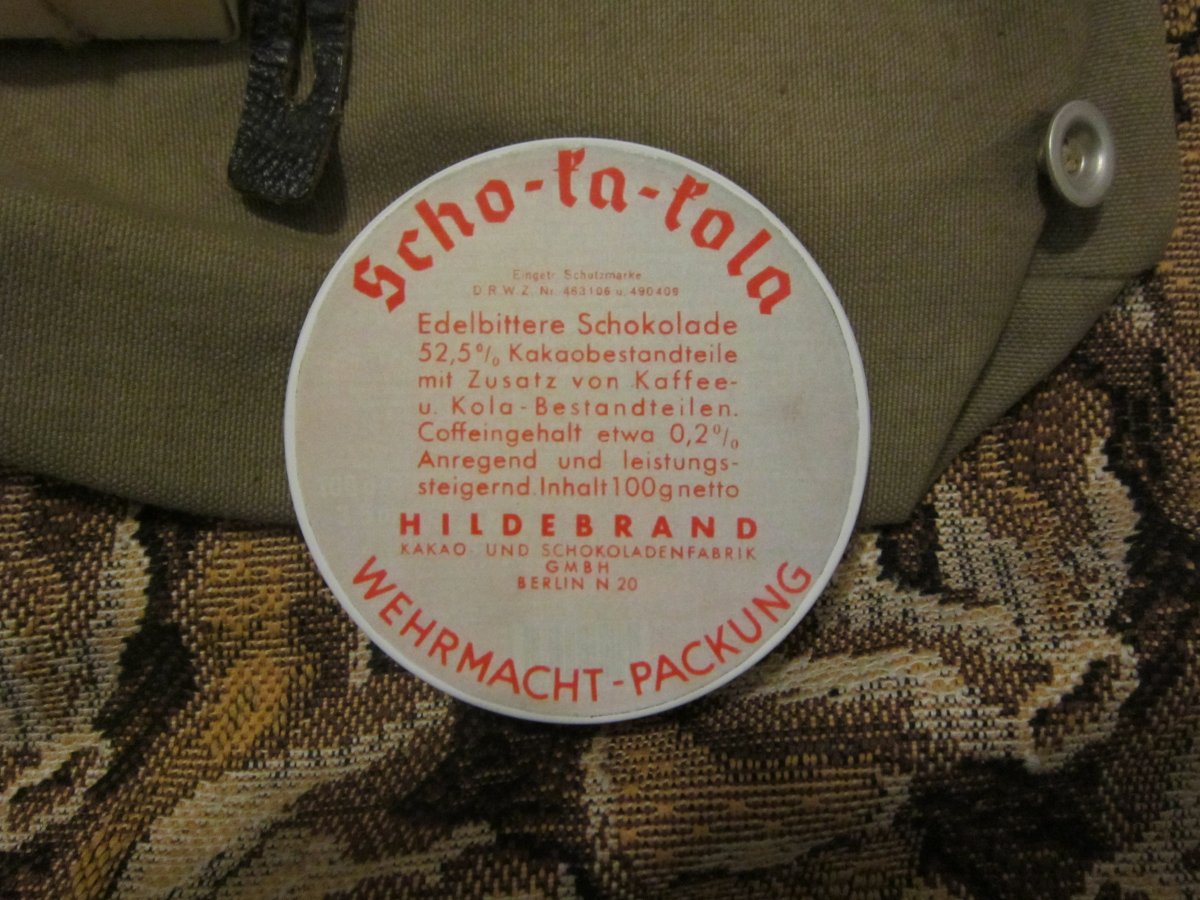 Scho-ka-kola
Eingetr. Schutzmarke
D.R.W.Z. Nr. 463106 u. 490409
Edelbittere Schokolade
52,5% Kakaobestandteile
mit Zusatz von Kaffee-
u. Kola-Bestandteilen.
Coffeingehalt etwa 0,2%
Anregend und leistungs-
steigernd. Inhalt 100 g netto
HILDEBRAND
KAKAO- UND SCHOKOLADENFABRIK
GMBH
BERLIN N 20
WEHRMACHT-PACKUNG